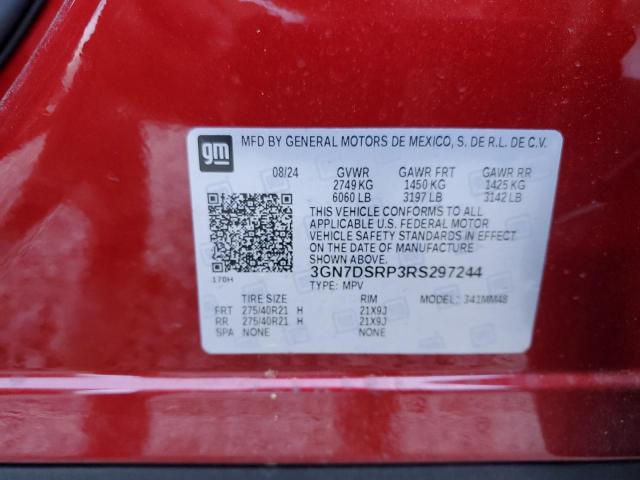 gm MFD BY GENERAL MOTORS DE MEXICO, S. DE R.L. DE C.V.
08/24 GVWR GAWR FRT GAWR RR
2749 KG 1450 KG 1425 KG
6060 LB 3197 LB 3142 LB
THIS VEHICLE CONFORMS TO ALL
APPLICABLE U.S. FEDERAL MOTOR
VEHICLE SAFETY STANDARDS IN EFFECT
ON THE DATE OF MANUFACTURE
SHOWN ABOVE.
170H 3GN7DSRP3RS297244
TYPE: MPV
TIRE SIZE RIM MODEL: 341MM48
FRT 275/40R21 H 21X9J
RR 275/40R21 H 21X9J
SPA NONE NONE